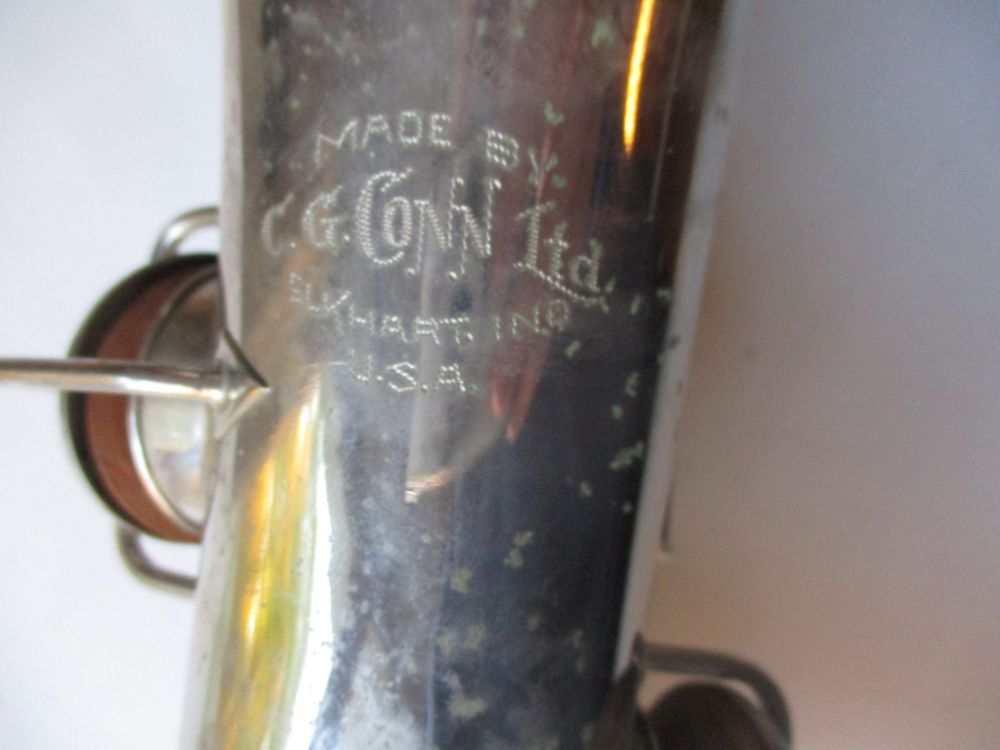 MADE BY
C.G. CONN Ltd
ELKHART. IND
U.S.A.